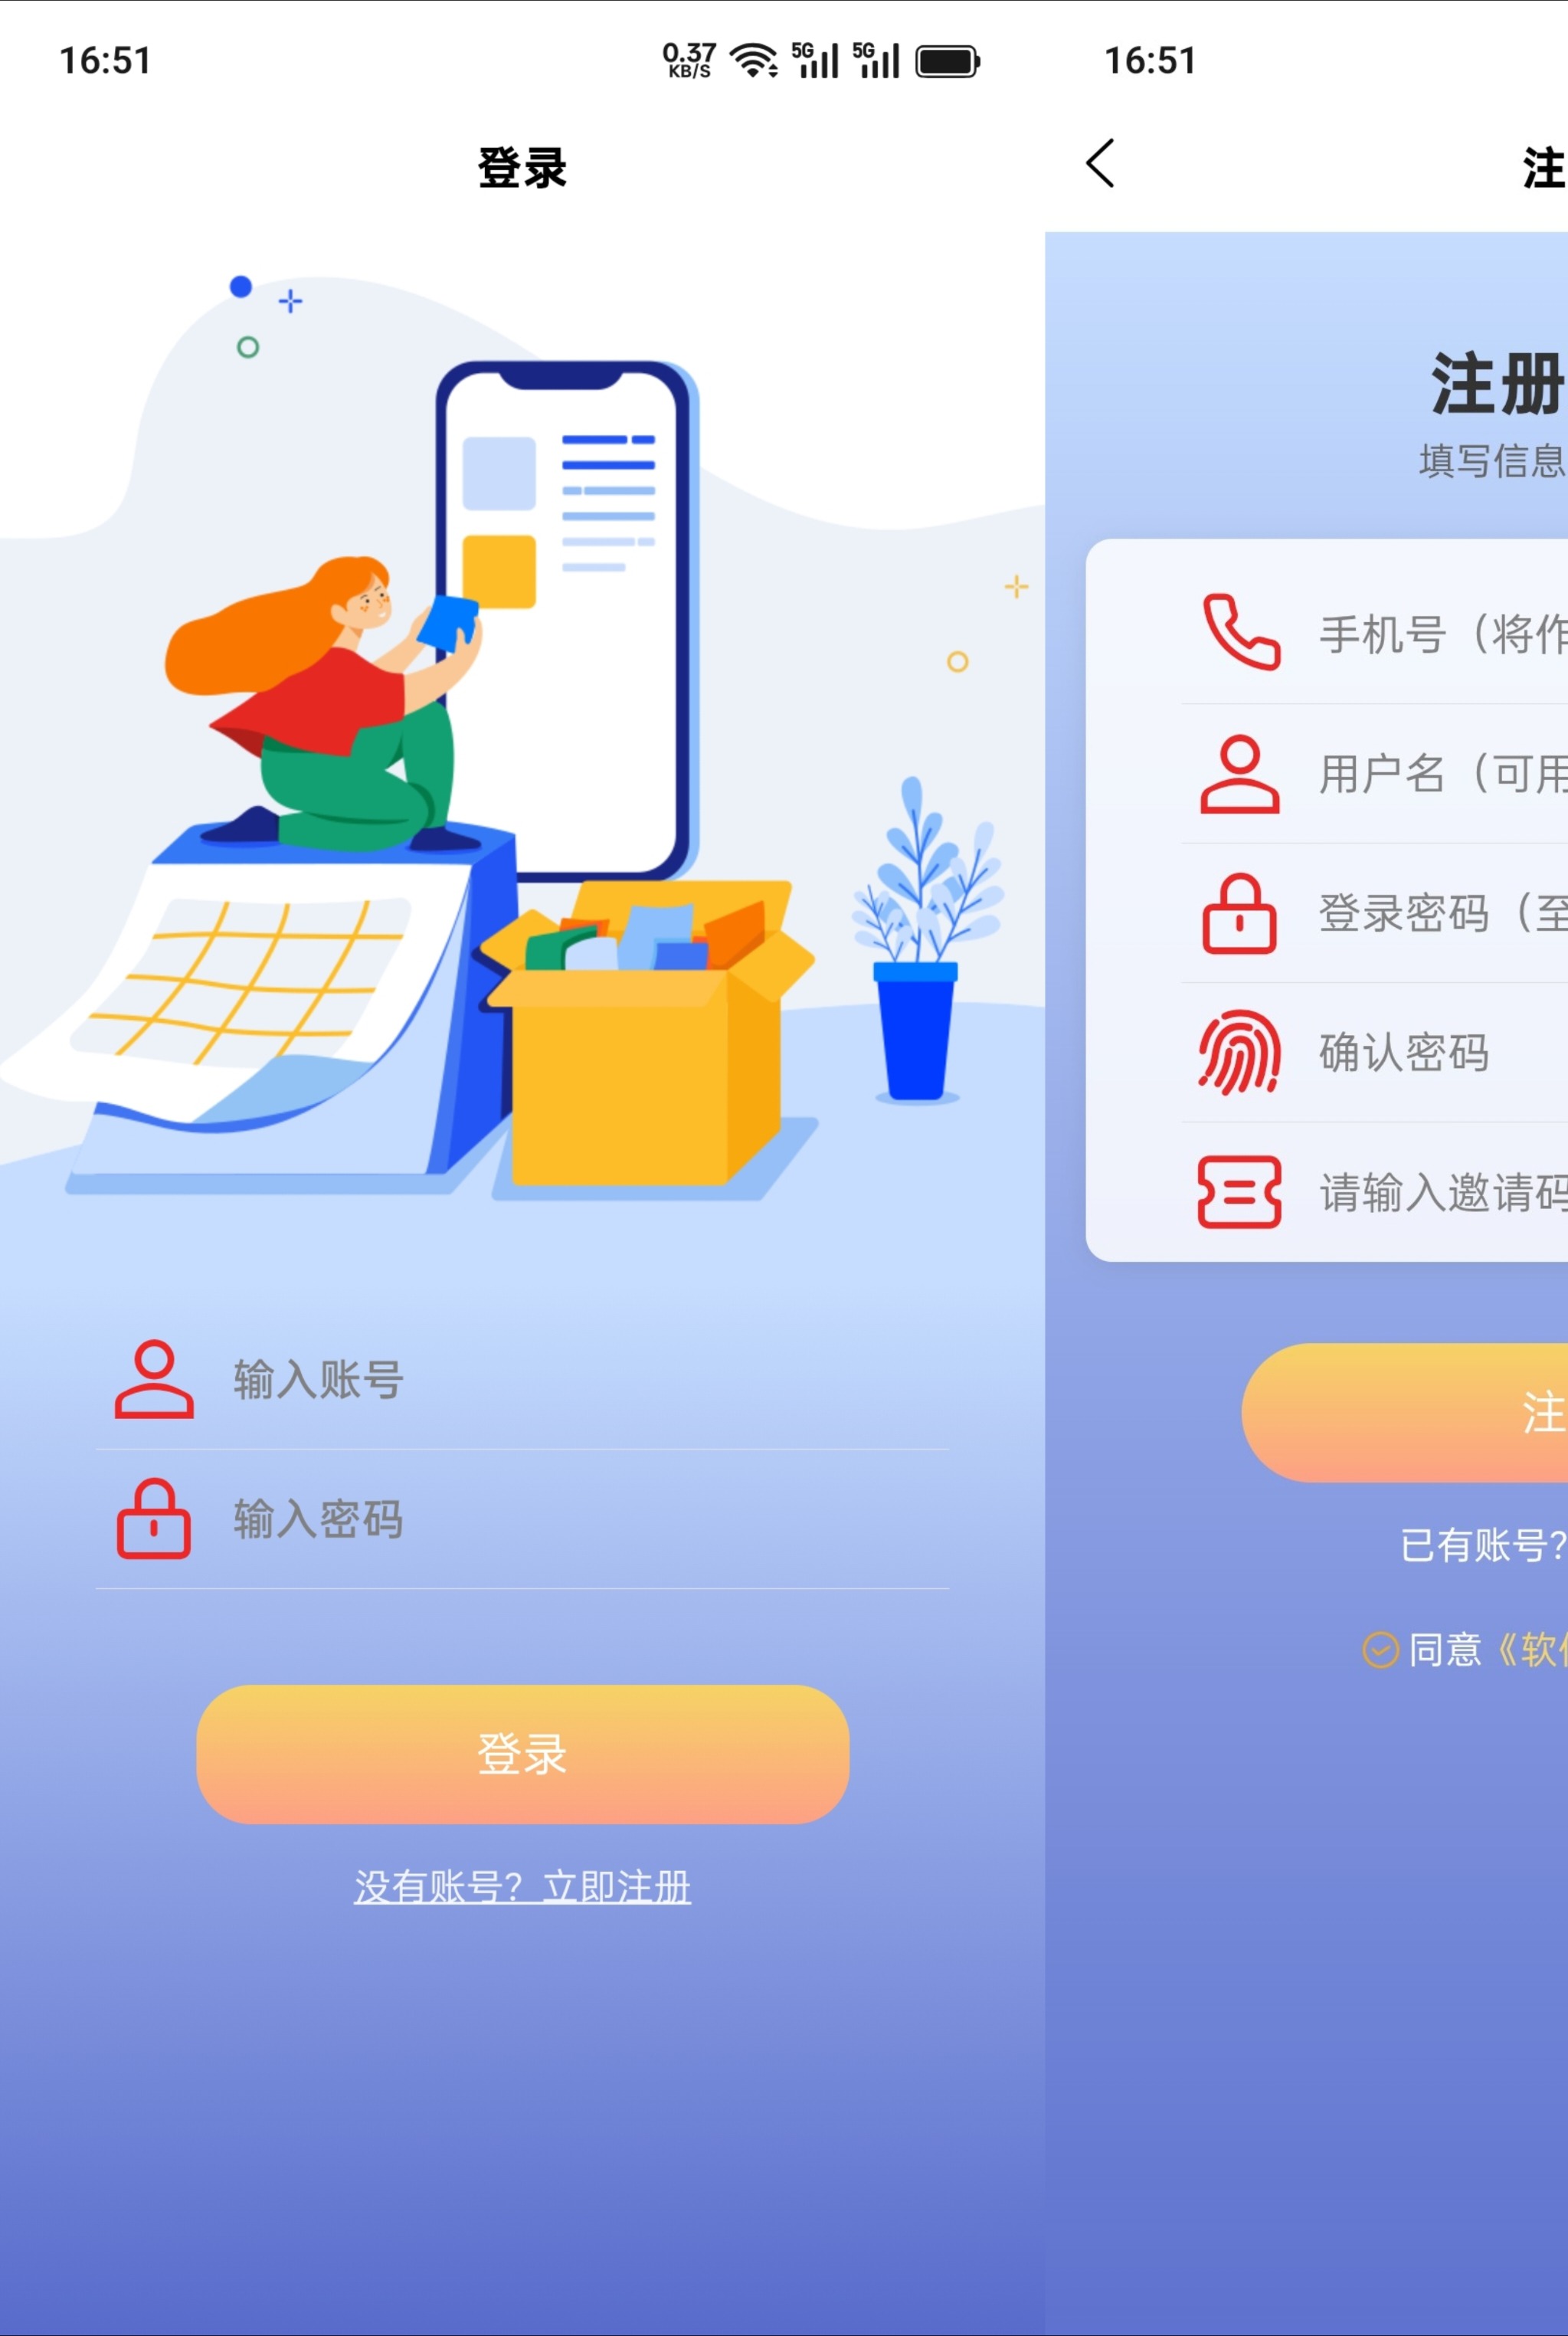 16:51
0.37
KB/S
5G
5G
登录
输入账号
输入密码
登录
没有账号？立即注册
16:51
注
注册
填写信息
手机号（将作
用户名（可用
登录密码（至
确认密码
请输入邀请码
注
已有账号？
同意《软